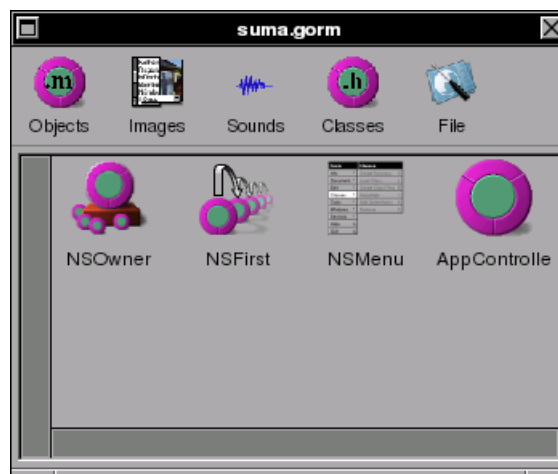 suma.gorm
.m
.h
Objects Images Sounds Classes File
NSOwner NSFirst NSMenu AppControlle